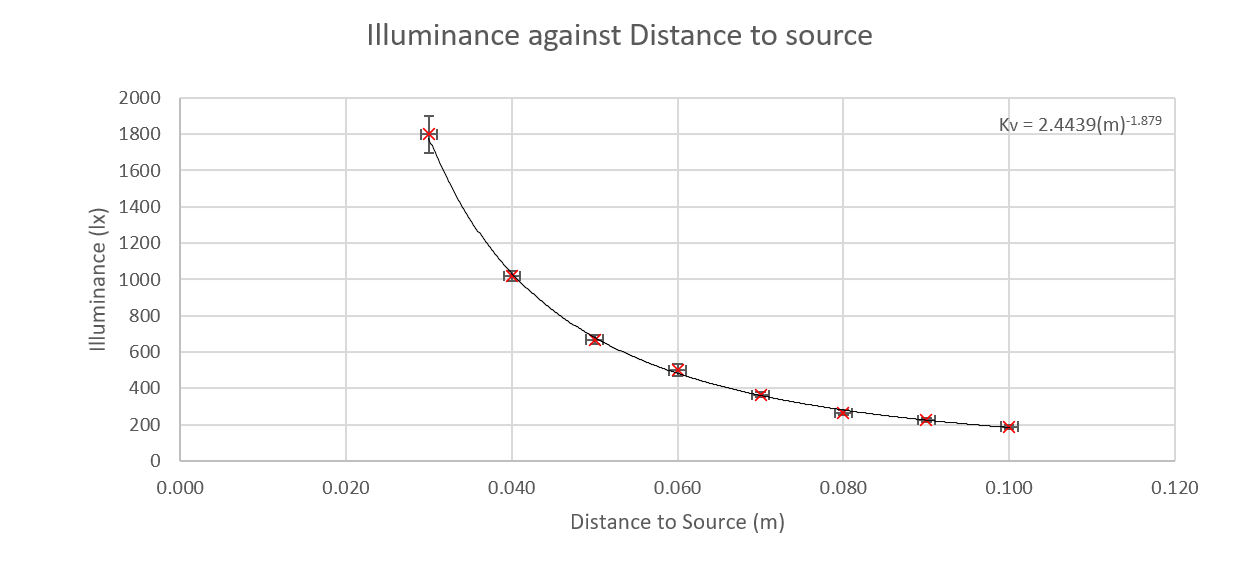 Illuminance against Distance to source
Kv = 2.4439(m)^-1.879
Illuminance (lx)
2000
1800
1600
1400
1200
1000
800
600
400
200
0
0.000 0.020 0.040 0.060 0.080 0.100 0.120
Distance to Source (m)